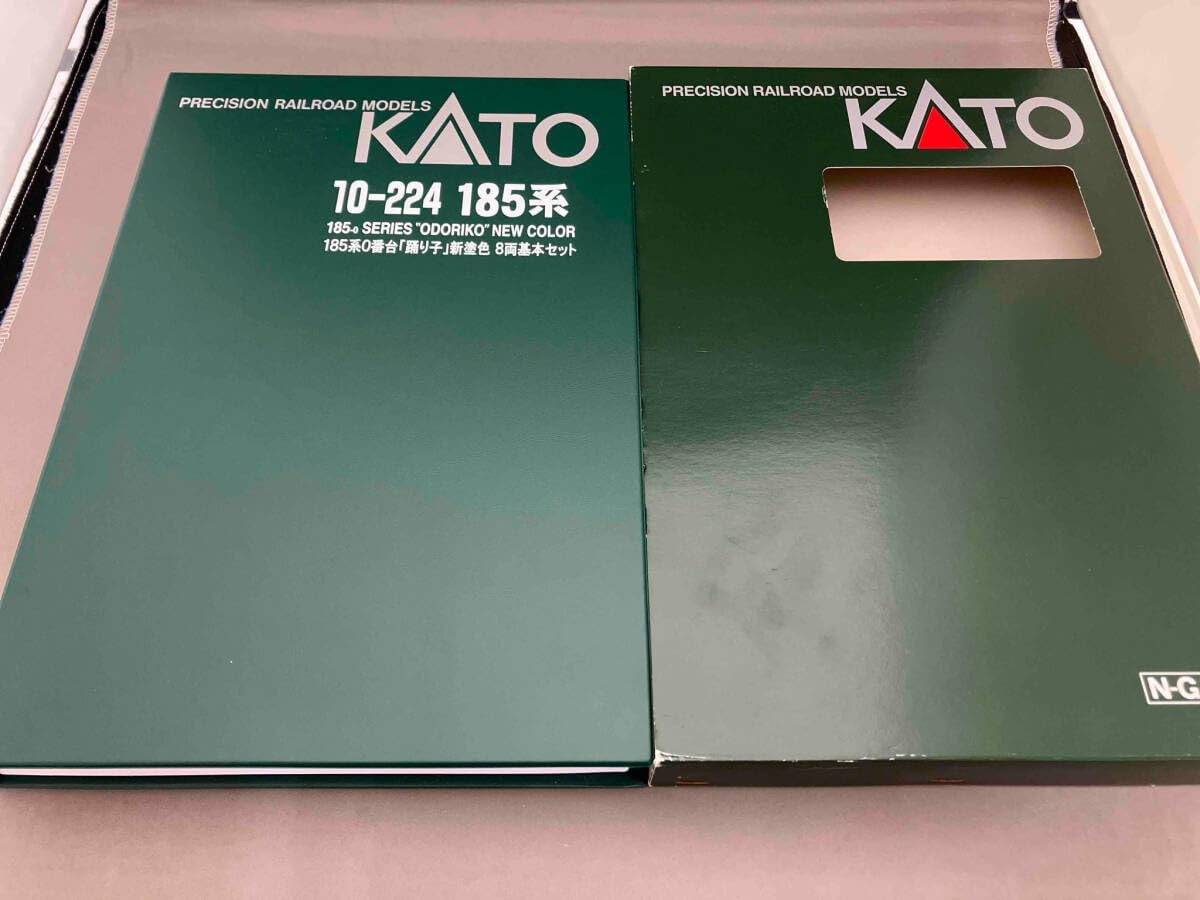 PRECISION RAILROAD MODELS
KATO
10-224 185系
185-0 SERIES "ODORIKO" NEW COLOR
185系0番台「踊り子」新塗色 8両基本セット
PRECISION RAILROAD MODELS
KATO
N-GA